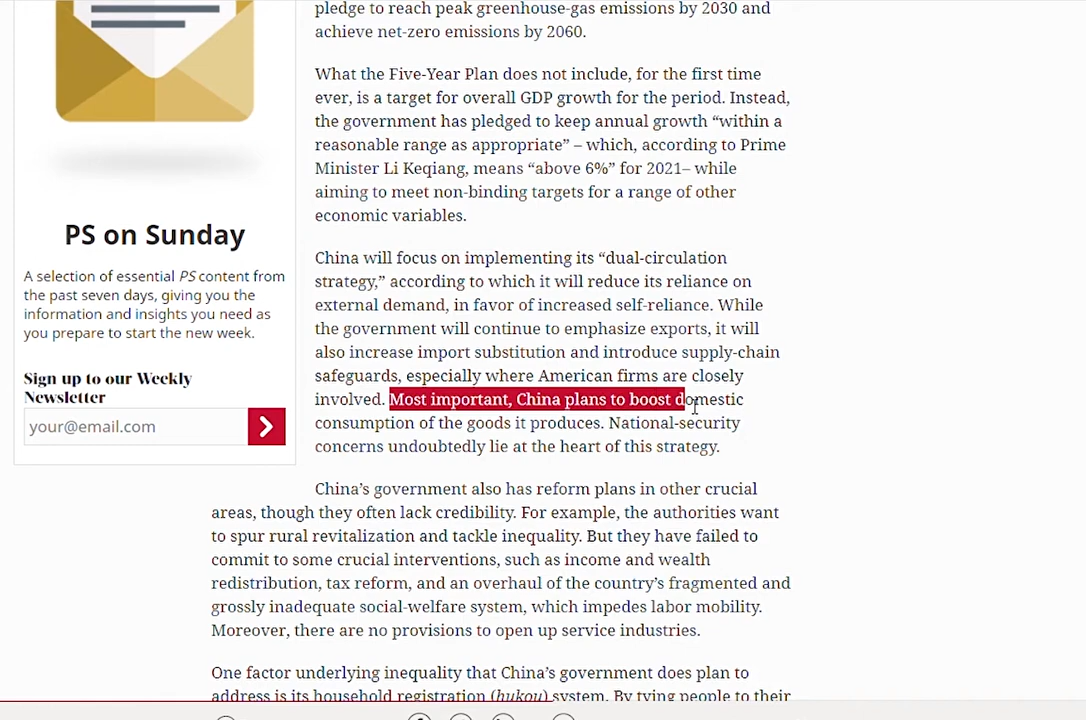 pledge to reach peak greenhouse-gas emissions by 2030 and
achieve net-zero emissions by 2060.
What the Five-Year Plan does not include, for the first time
ever, is a target for overall GDP growth for the period. Instead,
the government has pledged to keep annual growth “within a
reasonable range as appropriate” – which, according to Prime
Minister Li Keqiang, means “above 6%” for 2021– while
aiming to meet non-binding targets for a range of other
economic variables.
PS on Sunday
A selection of essential PS content from
the past seven days, giving you the
information and insights you need as
you prepare to start the new week.
Sign up to our Weekly
Newsletter
your@email.com
China will focus on implementing its “dual-circulation
strategy,” according to which it will reduce its reliance on
external demand, in favor of increased self-reliance. While
the government will continue to emphasize exports, it will
also increase import substitution and introduce supply-chain
safeguards, especially where American firms are closely
involved. Most important, China plans to boost domestic
consumption of the goods it produces. National-security
concerns undoubtedly lie at the heart of this strategy.
China’s government also has reform plans in other crucial
areas, though they often lack credibility. For example, the authorities want
to spur rural revitalization and tackle inequality. But they have failed to
commit to some crucial interventions, such as income and wealth
redistribution, tax reform, and an overhaul of the country’s fragmented and
grossly inadequate social-welfare system, which impedes labor mobility.
Moreover, there are no provisions to open up service industries.
One factor underlying inequality that China’s government does plan to
address is its household registration (hukou) system. By tying people to their